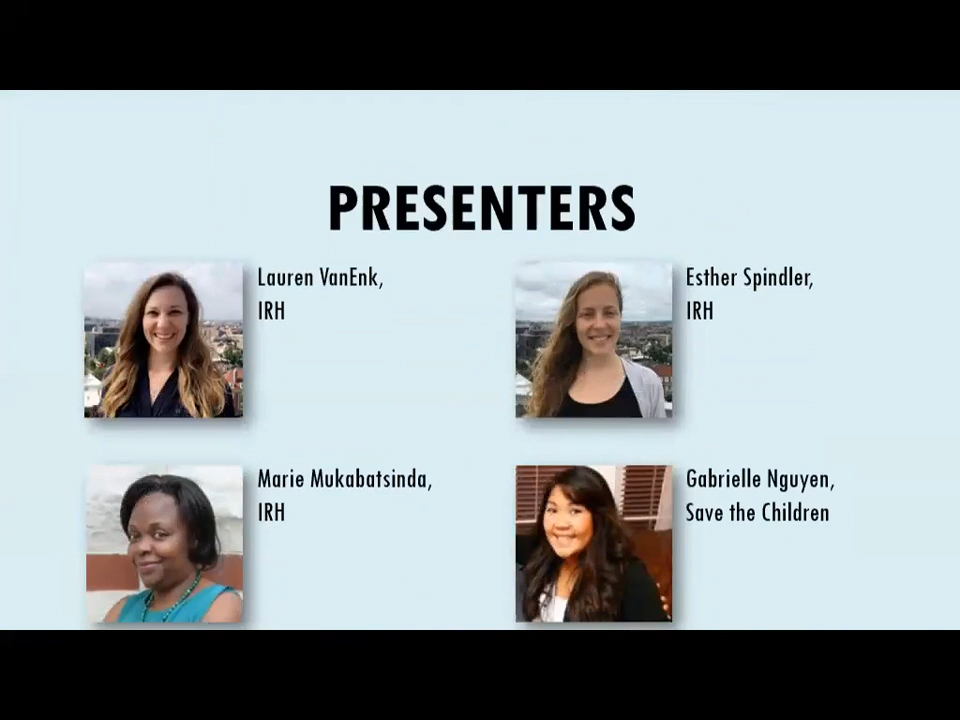 PRESENTERS
Lauren VanEnk,
IRH
Esther Spindler,
IRH
Marie Mukabatsinda,
IRH
Gabrielle Nguyen,
Save the Children